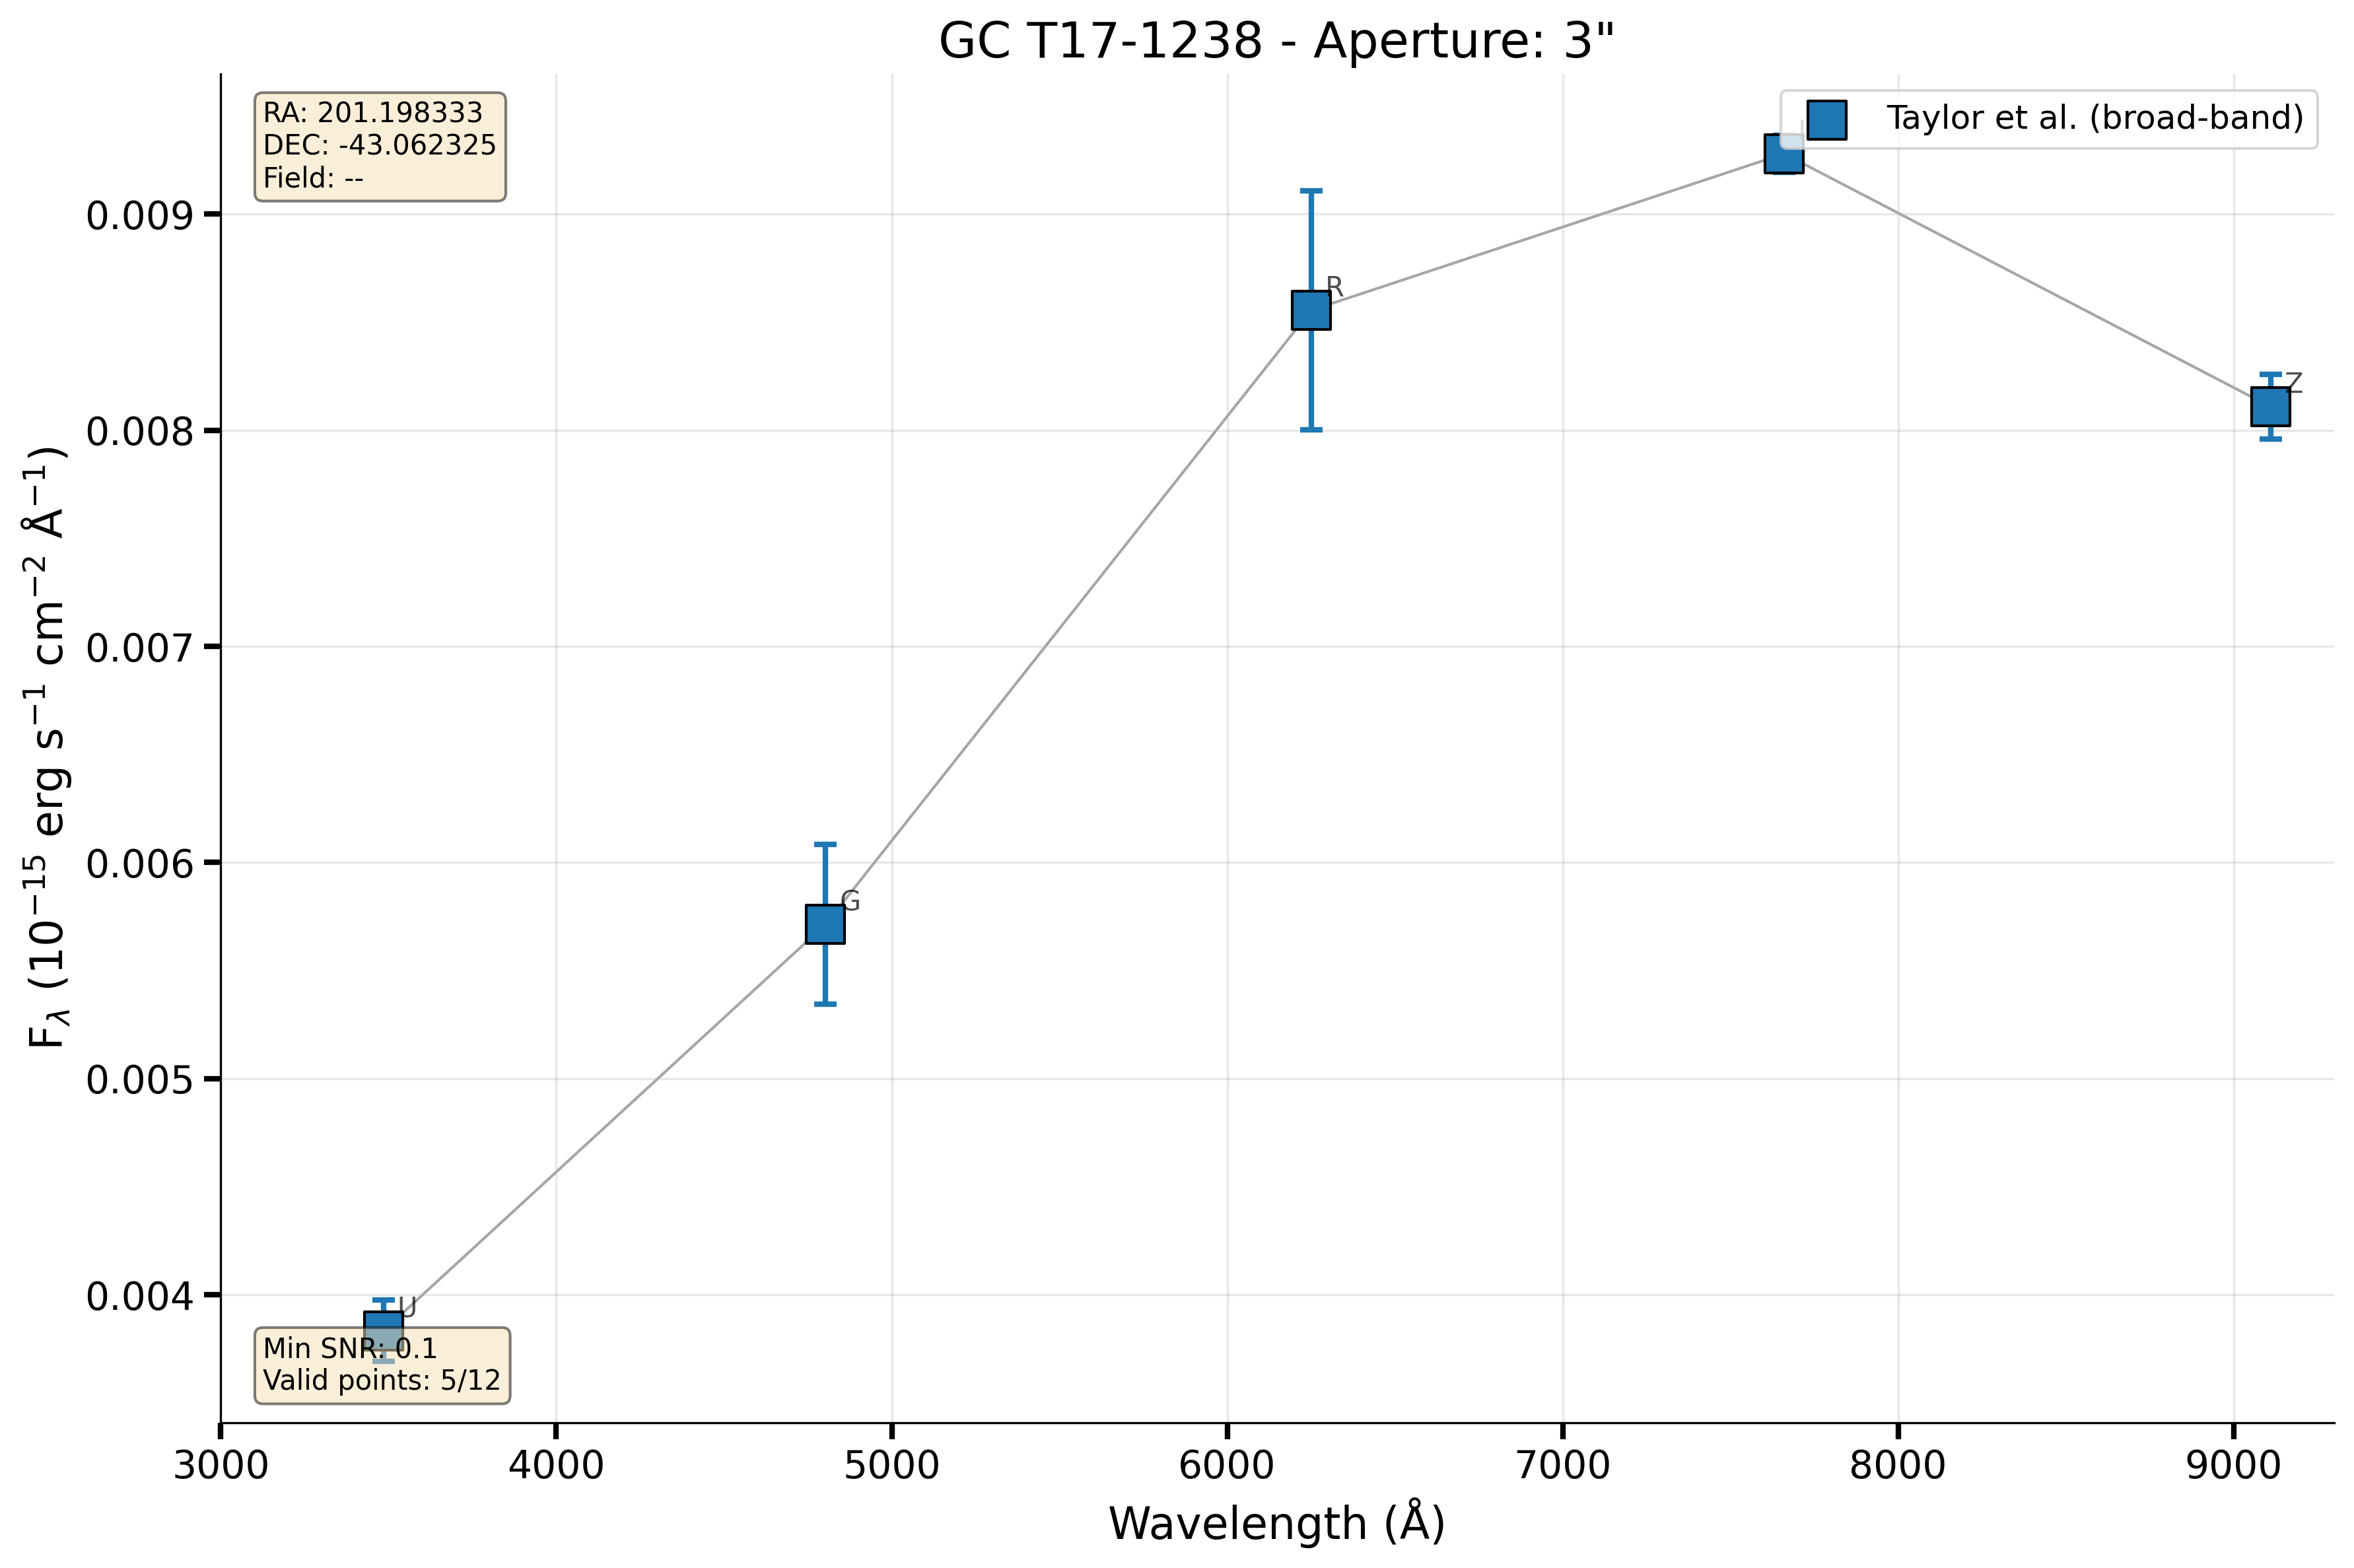 GC T17-1238 - Aperture: 3"
RA: 201.198333
DEC: -43.062325
Field: --
Taylor et al. (broad-band)
0.009
0.008
0.007
0.006
0.005
0.004
F_λ (10⁻¹⁵ erg s⁻¹ cm⁻² Å⁻¹)
R
Z
G
U
Min SNR: 0.1
Valid points: 5/12
3000 4000 5000 6000 7000 8000 9000
Wavelength (Å)